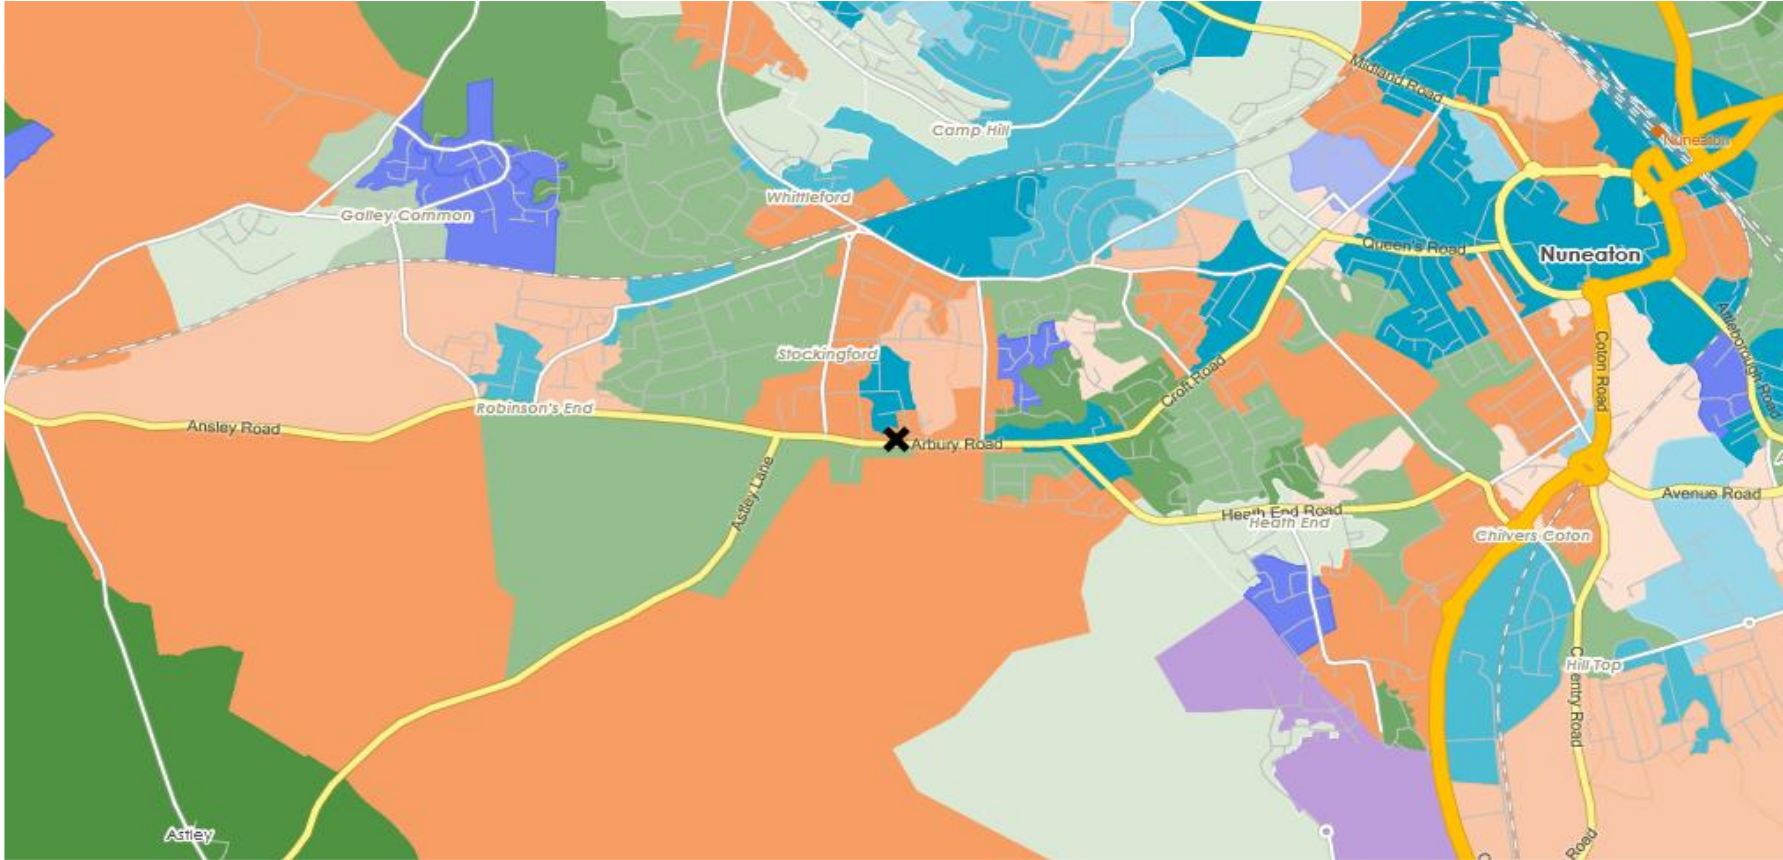 Midland Road
Camp Hill
Nuneaton
Whittleford
Galley Common
Queen's Road
Nuneaton
Attleborough Road
Stockingford
Coton Road
Croft Road
Robinson's End
Ansley Road
Arbury Road
Astley Lane
Avenue Road
Heath End Road
Heath End
Chilvers Coton
Hill Top
Road
Astley
Road